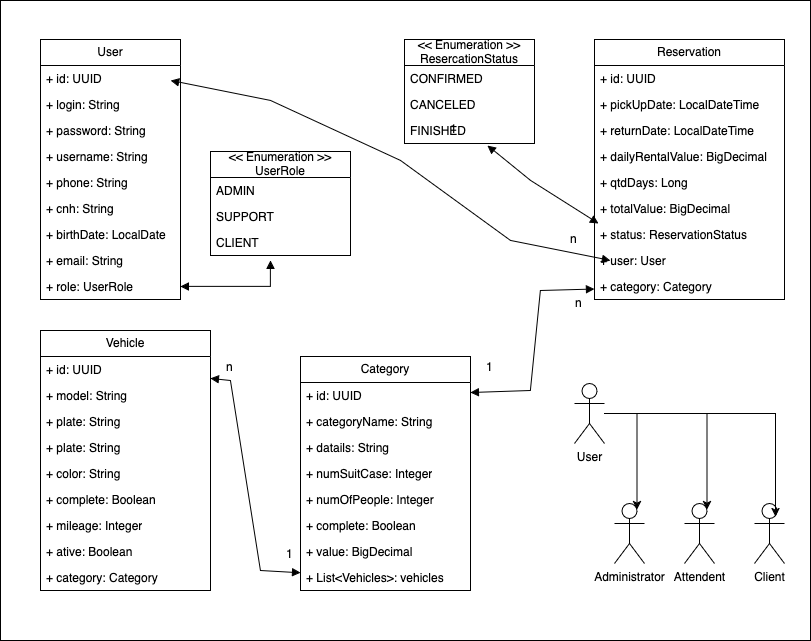 User
+ id: UUID
+ login: String
+ password: String
+ username: String
+ phone: String
+ cnh: String
+ birthDate: LocalDate
+ email: String
+ role: UserRole
<< Enumeration >>
UserRole
ADMIN
SUPPORT
CLIENT
<< Enumeration >>
ResercationStatus
CONFIRMED
CANCELED
FINISHED
Reservation
+ id: UUID
+ pickUpDate: LocalDateTime
+ returnDate: LocalDateTime
+ dailyRentalValue: BigDecimal
+ qtdDays: Long
+ totalValue: BigDecimal
+ status: ReservationStatus
+ user: User
+ category: Category
n
n
1
Vehicle
+ id: UUID
+ model: String
+ plate: String
+ plate: String
+ color: String
+ complete: Boolean
+ mileage: Integer
+ ative: Boolean
+ category: Category
n
1
Category
+ id: UUID
+ categoryName: String
+ datails: String
+ numSuitCase: Integer
+ numOfPeople: Integer
+ complete: Boolean
+ value: BigDecimal
+ List<Vehicles>: vehicles
User
Administrator
Attendent
Client